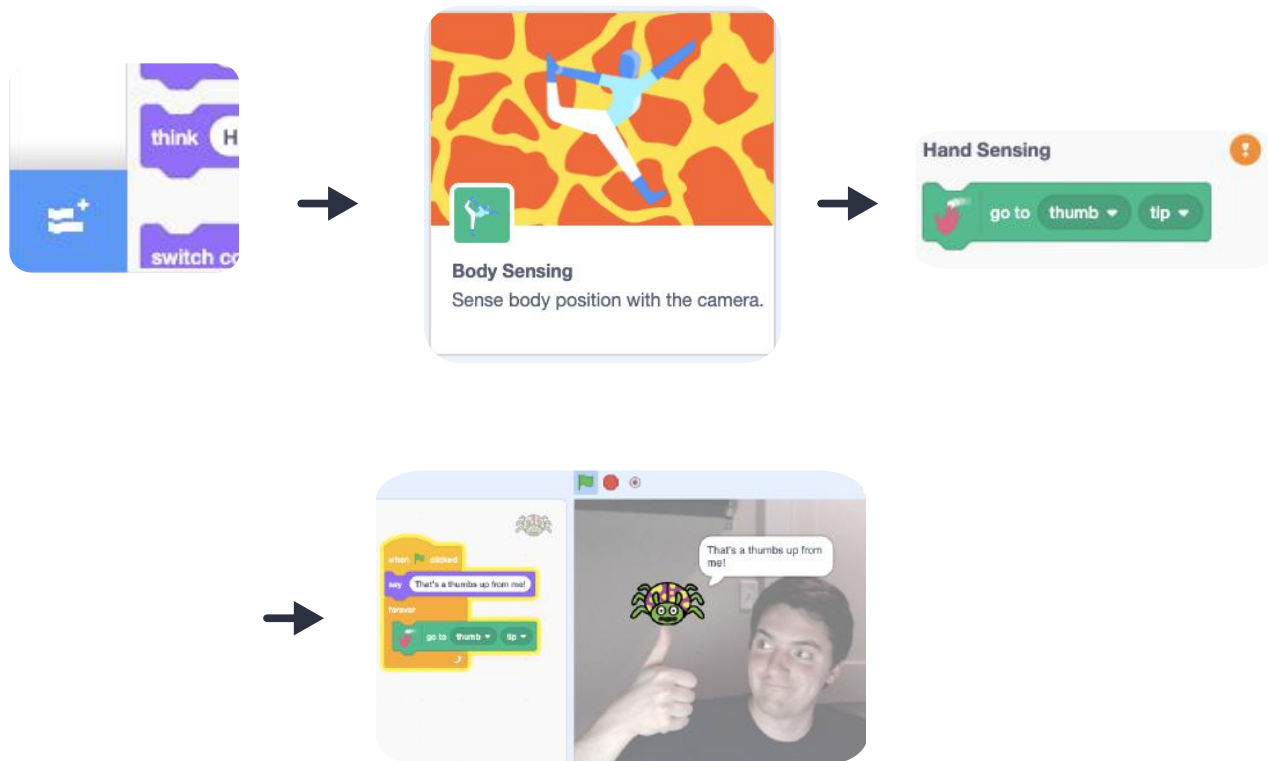 think H
switch co
Body Sensing
Sense body position with the camera.
Hand Sensing
go to thumb tip
when clicked
say That's a thumbs up from me!
forever
go to thumb tip
That's a thumbs up from
me!